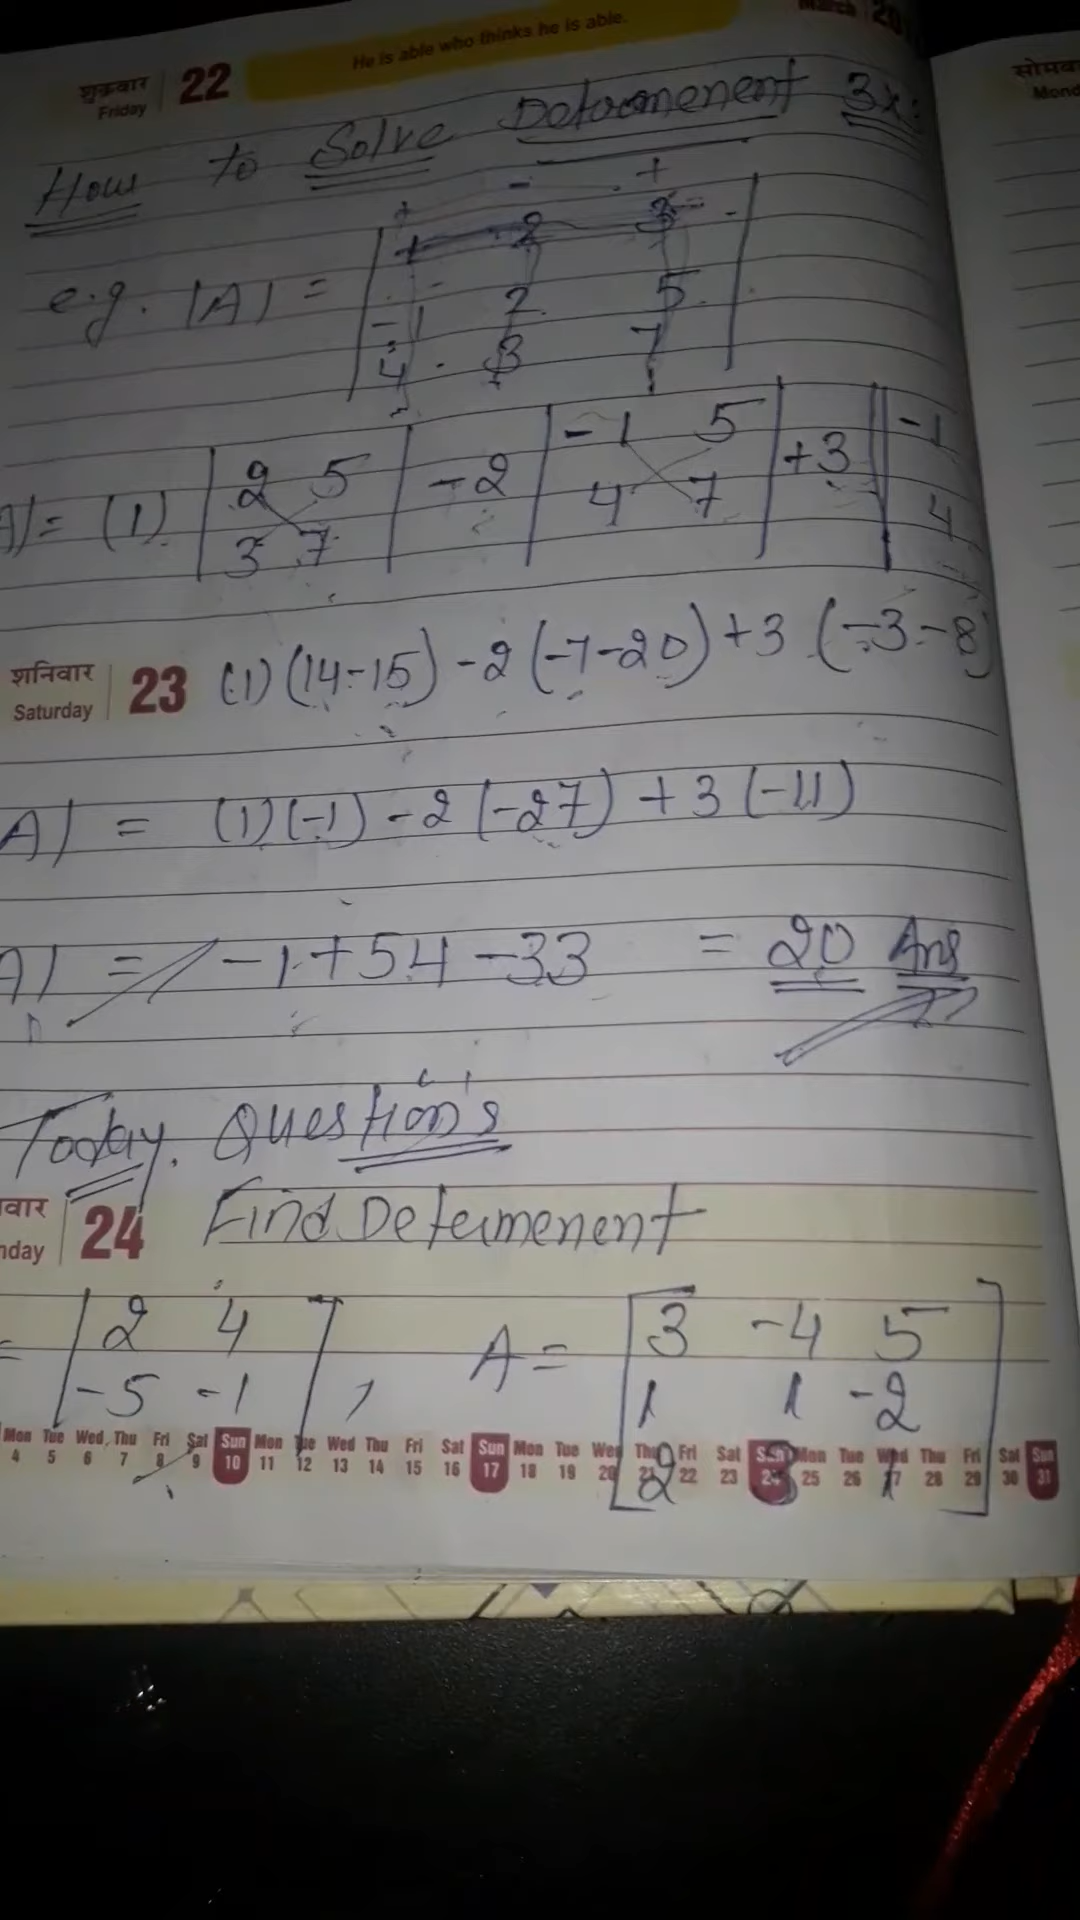 He is able who thinks he is able.
शुक्रवार
Friday
22
March
सोमव
Mond
How to Solve Deteromenent 3x
+ - +
e.g. |A| = | 1 2 3 |
-1 2 5
4 3 7
A| = (1) | 2 5 | -2 | -1 5 | +3 | -1
3 7 4 7 4
शनिवार
Saturday
23
(1) (14-15) -2 (-7-20) +3 (-3-8)
A| = (1)(-1) -2 (-27) +3 (-11)
A| = -1+54-33 = 20 Ans
Today. Question's
वार
nday
24
Find Detemenent
= [ 2 4 ] , A = [ 3 -4 5 ]
-5 -1 1 1 -2
2 3 1
Mon Tue Wed Thu Fri Sat Sun Mon Tue Wed Thu Fri Sat Sun Mon Tue Wed Thu Fri Sat Sun Mon Tue Wed Thu Fri Sat Sun
4 5 6 7 8 9 10 11 12 13 14 15 16 17 18 19 20 21 22 23 24 25 26 27 28 29 30 31